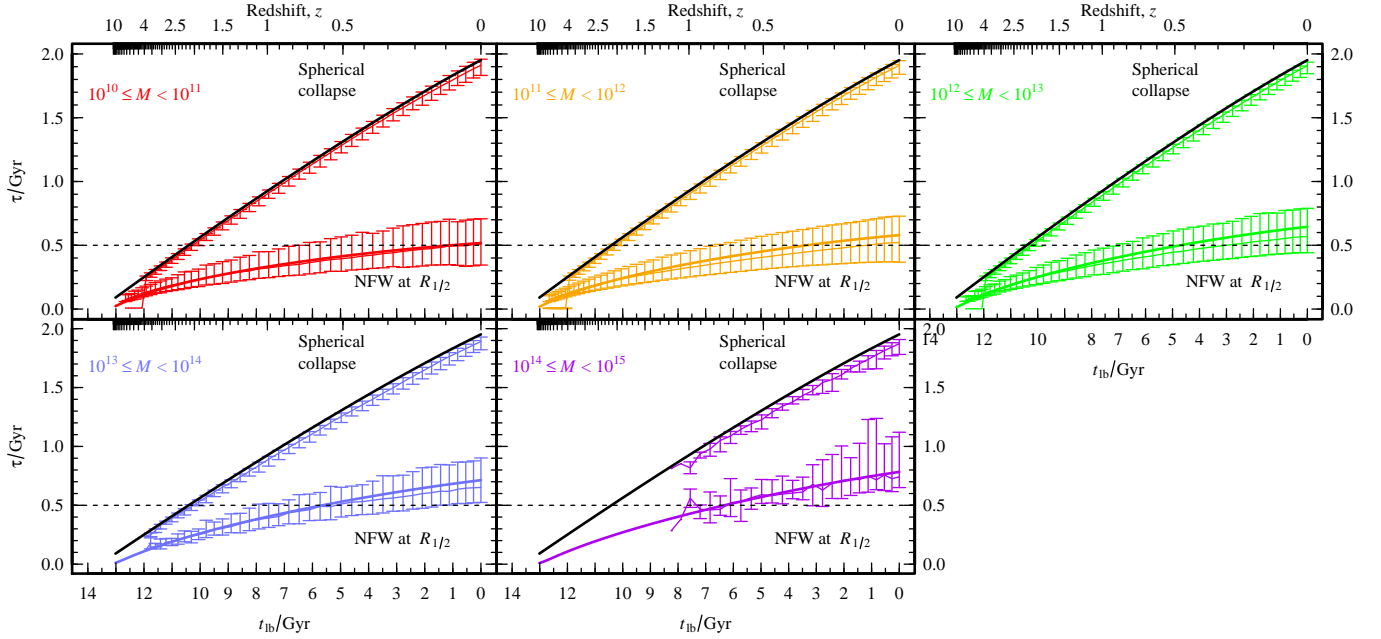 Redshift, z Redshift, z Redshift, z
10 4 2.5 1.5 1 0.5 0 10 4 2.5 1.5 1 0.5 0 10 4 2.5 1.5 1 0.5 0
10^10 ≤ M < 10^11 Spherical collapse
10^11 ≤ M < 10^12 Spherical collapse
10^12 ≤ M < 10^13 Spherical collapse
NFW at R1/2 NFW at R1/2 NFW at R1/2
τ/Gyr
2.0 2.0
1.5 1.5
1.0 1.0
0.5 0.5
0.0 0.0
10^13 ≤ M < 10^14 Spherical collapse
10^14 ≤ M < 10^15 Spherical collapse
NFW at R1/2 NFW at R1/2
τ/Gyr
2.0 2.0
1.5 1.5
1.0 1.0
0.5 0.5
0.0 0.0
14 12 10 9 8 7 6 5 4 3 2 1 0
tlb/Gyr
14 12 10 9 8 7 6 5 4 3 2 1 0 14 12 10 9 8 7 6 5 4 3 2 1 0
tlb/Gyr tlb/Gyr